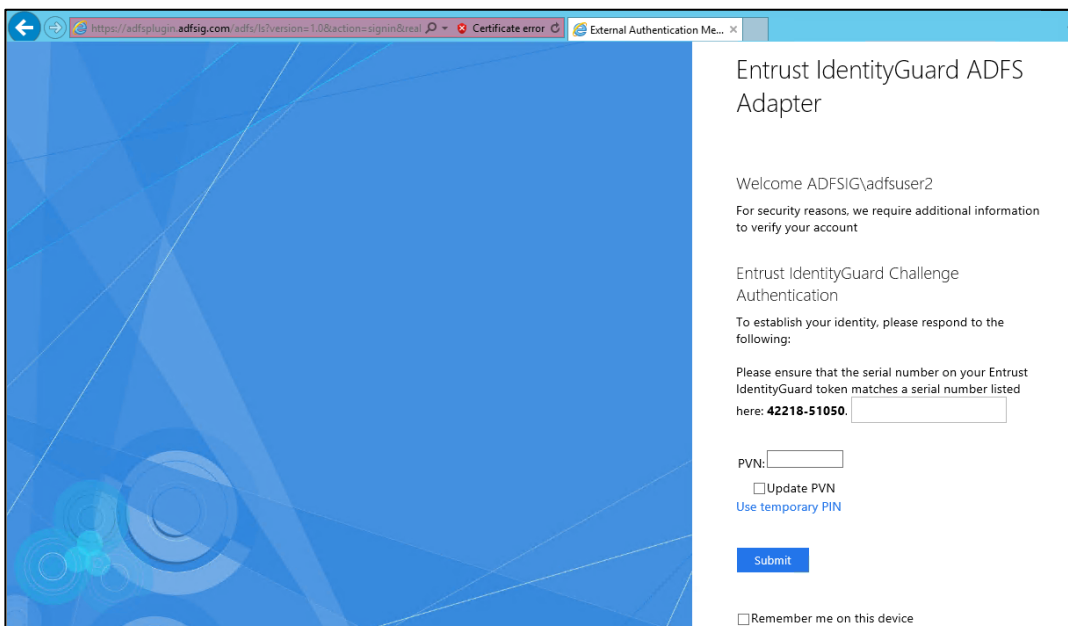 https://adfsplugin.adfsig.com/adfs/ls?version=1.0&action=signin&real
Certificate error
External Authentication Me...
Entrust IdentityGuard ADFS
Adapter
Welcome ADFSIG\adfsuser2
For security reasons, we require additional information
to verify your account
Entrust IdentityGuard Challenge
Authentication
To establish your identity, please respond to the
following:
Please ensure that the serial number on your Entrust
IdentityGuard token matches a serial number listed
here: 42218-51050.
PVN:
Update PVN
Use temporary PIN
Submit
Remember me on this device